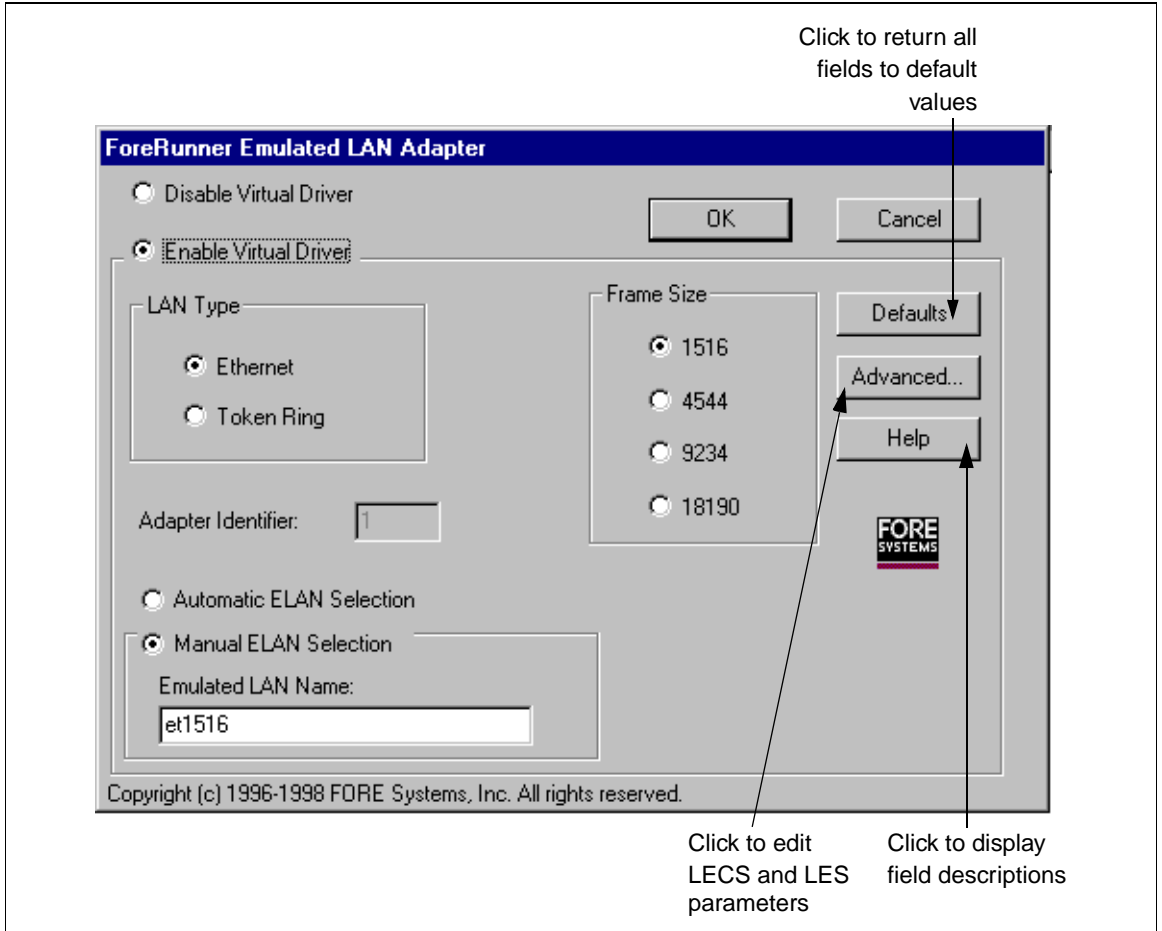 Click to return all
fields to default
values
ForeRunner Emulated LAN Adapter
Disable Virtual Driver
OK
Cancel
Enable Virtual Driver
LAN Type
Frame Size
Defaults
Ethernet
1516
Advanced...
Token Ring
4544
Help
9234
Adapter Identifier:
1
18190
FORE
SYSTEMS
Automatic ELAN Selection
Manual ELAN Selection
Emulated LAN Name:
et1516
Copyright (c) 1996-1998 FORE Systems, Inc. All rights reserved.
Click to edit
LECS and LES
parameters
Click to display
field descriptions